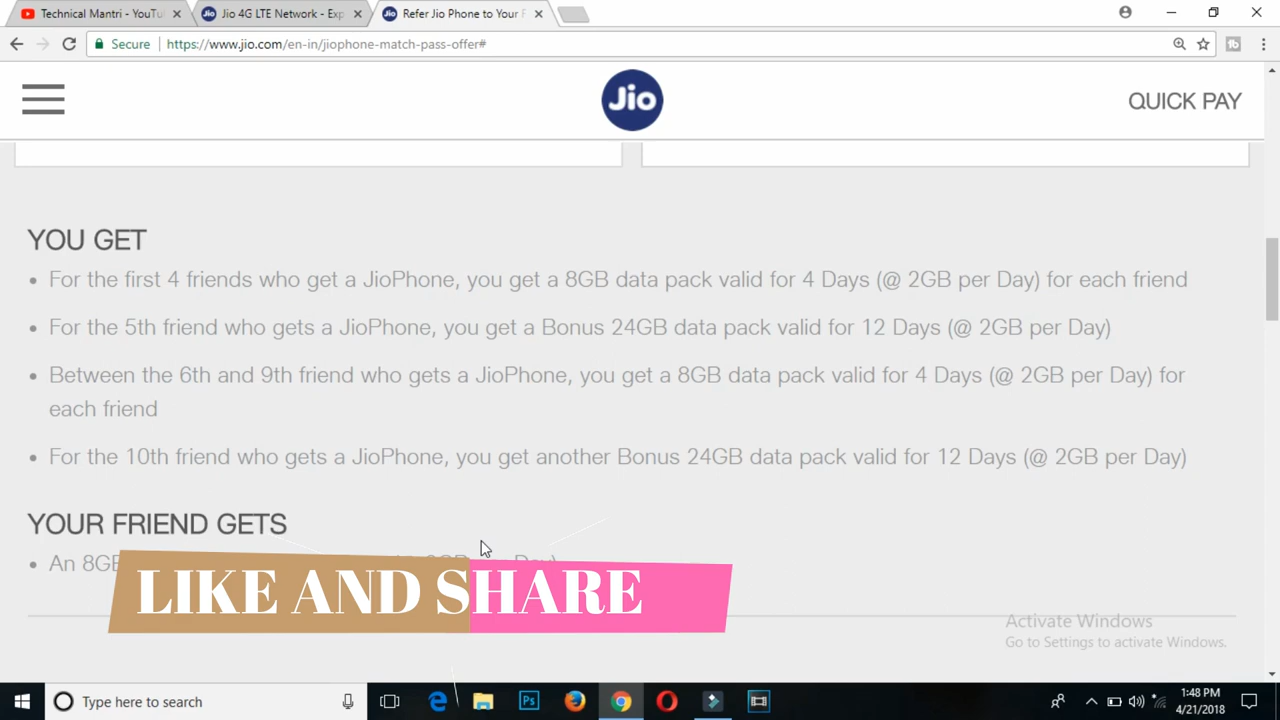 Technical Mantri - YouTu
Jio 4G LTE Network - Exp
Refer Jio Phone to Your F
Secure
https://www.jio.com/en-in/jiophone-match-pass-offer#
Jio
QUICK PAY
YOU GET
For the first 4 friends who get a JioPhone, you get a 8GB data pack valid for 4 Days (@ 2GB per Day) for each friend
For the 5th friend who gets a JioPhone, you get a Bonus 24GB data pack valid for 12 Days (@ 2GB per Day)
Between the 6th and 9th friend who gets a JioPhone, you get a 8GB data pack valid for 4 Days (@ 2GB per Day) for
each friend
For the 10th friend who gets a JioPhone, you get another Bonus 24GB data pack valid for 12 Days (@ 2GB per Day)
YOUR FRIEND GETS
An 8GB
LIKE AND SHARE
Activate Windows
Go to Settings to activate Windows.
Type here to search
1:48 PM
4/21/2018